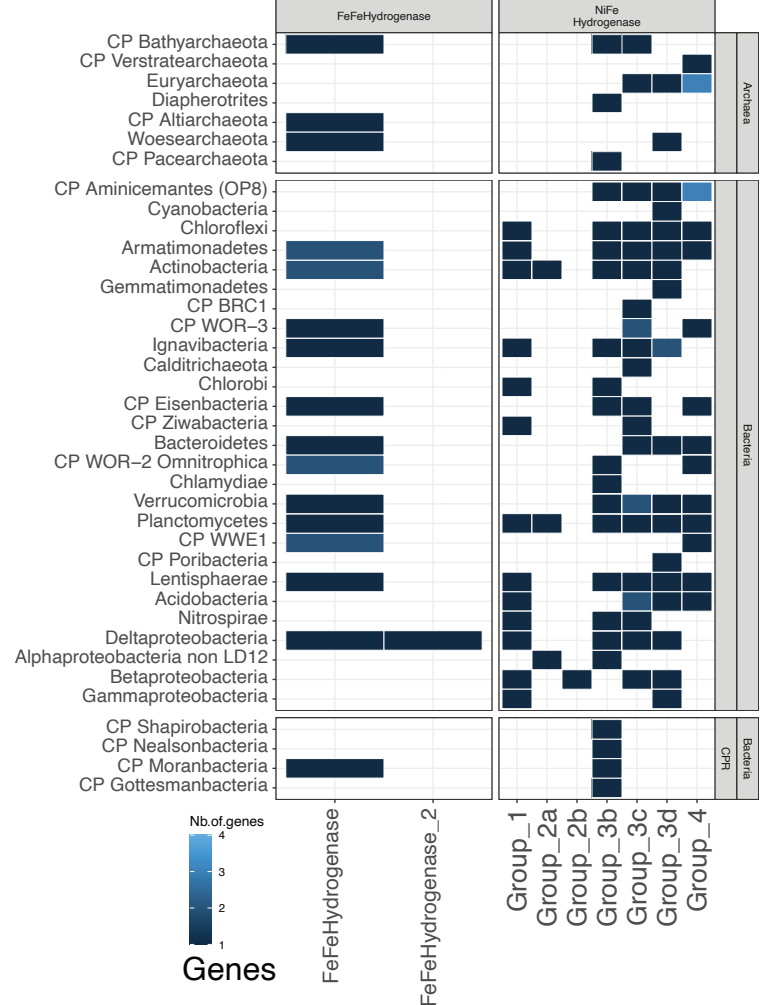 FeFeHydrogenase
NiFe
Hydrogenase
CP Bathyarchaeota
CP Verstratearchaeota
Euryarchaeota
Diapherotrites
CP Altiarchaeota
Woesearchaeota
CP Pacearchaeota
Archaea
CP Aminicemantes (OP8)
Cyanobacteria
Chloroflexi
Armatimonadetes
Actinobacteria
Gemmatimonadetes
CP BRC1
CP WOR−3
Ignavibacteria
Calditrichaeota
Chlorobi
CP Eisenbacteria
CP Ziwabacteria
Bacteroidetes
CP WOR−2 Omnitrophica
Chlamydiae
Verrucomicrobia
Planctomycetes
CP WWE1
CP Poribacteria
Lentisphaerae
Acidobacteria
Nitrospirae
Deltaproteobacteria
Alphaproteobacteria non LD12
Betaproteobacteria
Gammaproteobacteria
Bacteria
CP Shapirobacteria
CP Nealsonbacteria
CP Moranbacteria
CP Gottesmanbacteria
CPR
Bacteria
FeFeHydrogenase
FeFeHydrogenase_2
Group_1
Group_2a
Group_2b
Group_3b
Group_3c
Group_3d
Group_4
Nb.of.genes
4
3
2
1
Genes